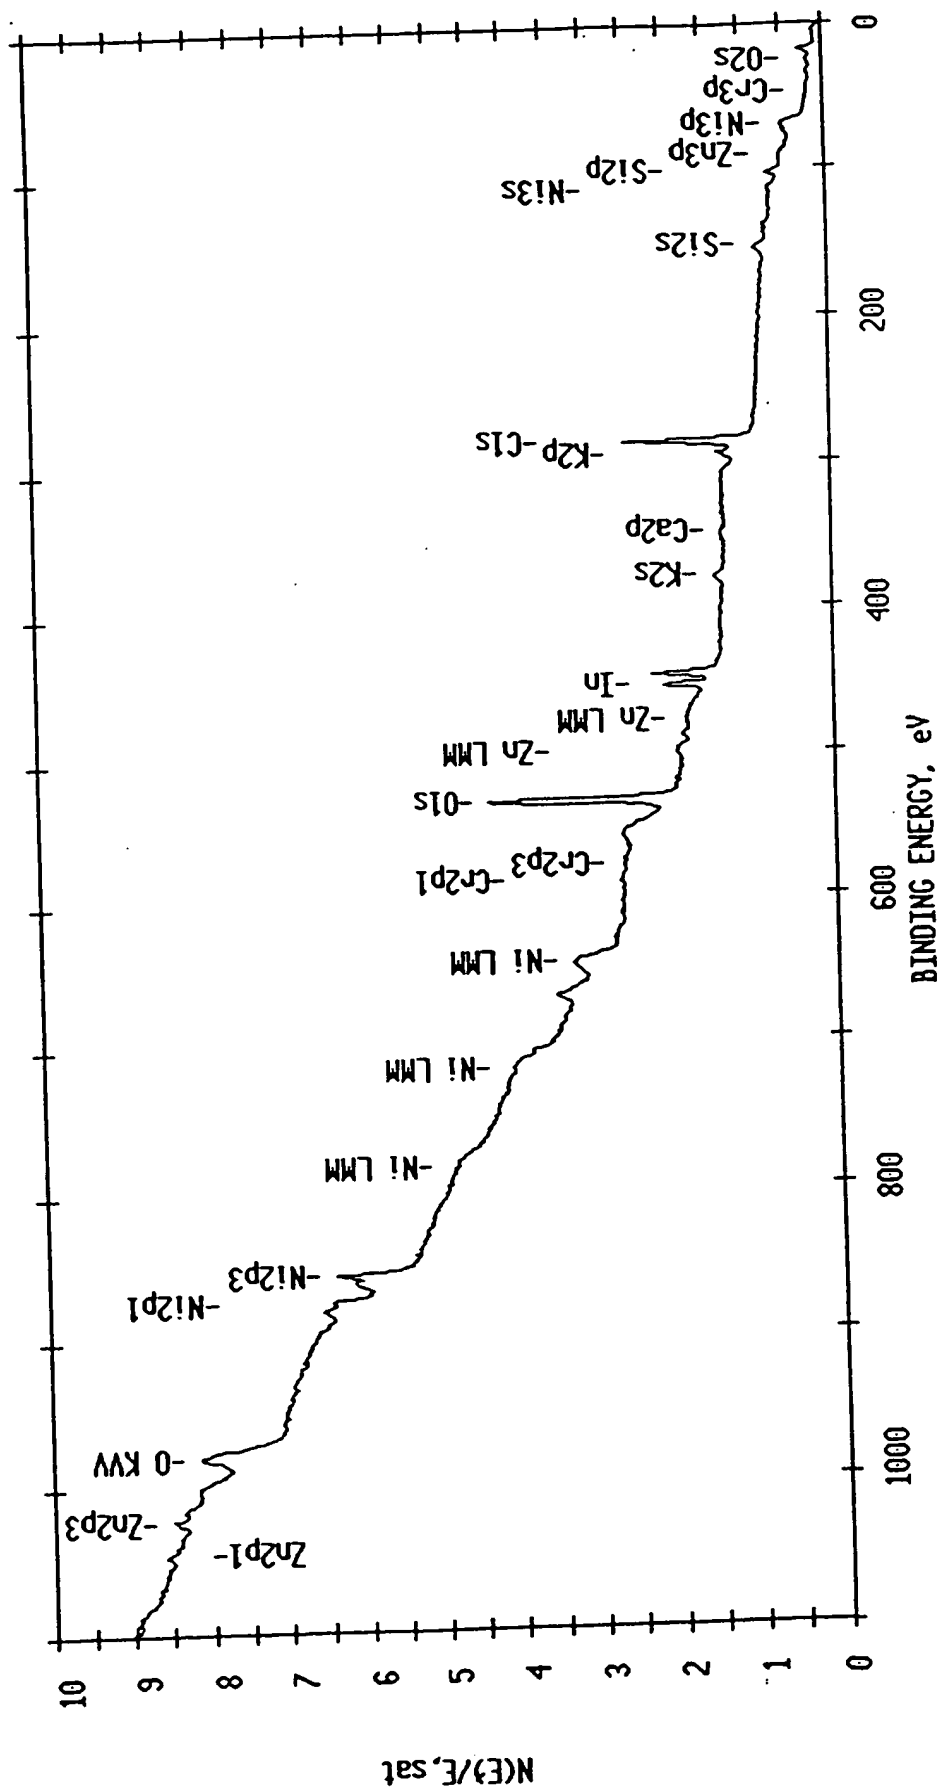 N(E)/E,sat
10
9
8
7
6
5
4
3
2
1
0
Zn2p1-
-Zn2p3
-O KVV
-Ni2p1
-Ni2p3
-Ni LMM
-Ni LMM
-Ni LMM
-Cr2p1
-Cr2p3
-O1s
-Zn LMM
-Zn LMM
-In
-K2s
-Ca2p
-K2p
-C1s
-Si2s
-Ni3s
-Si2p
-Zn3p
-Ni3p
-Cr3p
-O2s
1000
800
600
400
200
0
BINDING ENERGY, eV